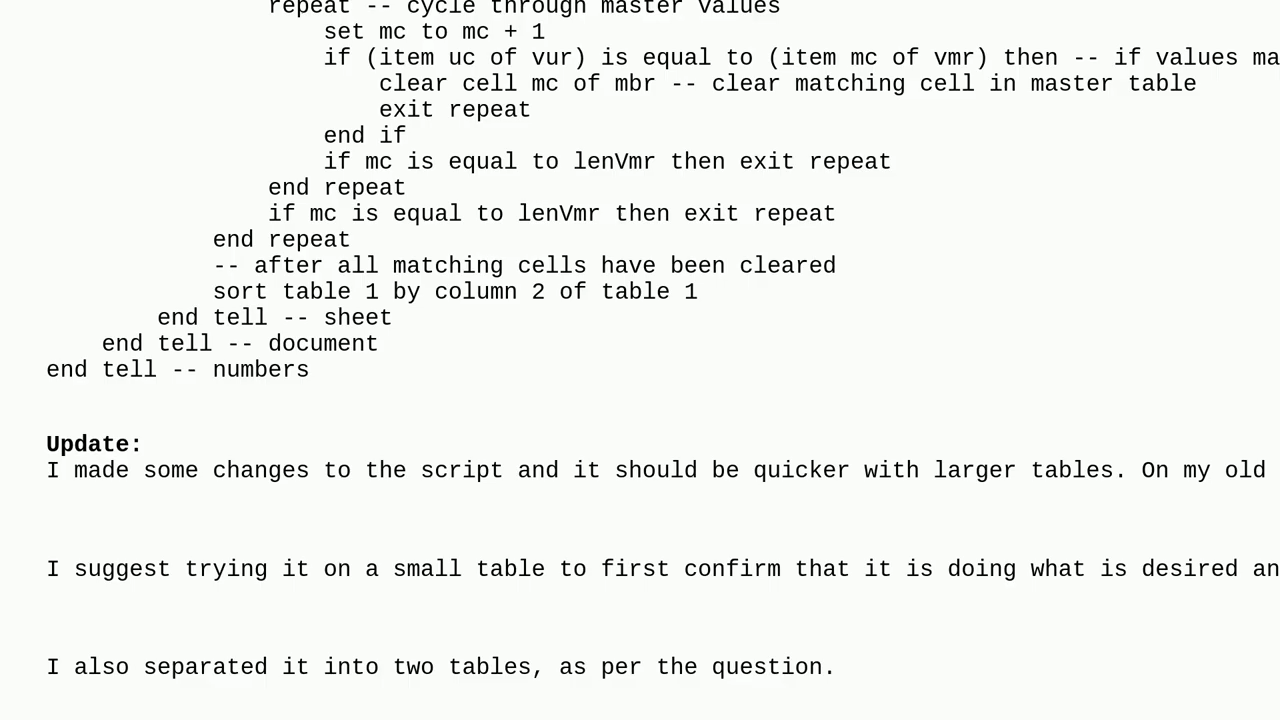 repeat -- cycle through master values
set mc to mc + 1
if (item uc of vur) is equal to (item mc of vmr) then -- if values
clear cell mc of mbr -- clear matching cell in master table
exit repeat
end if
if mc is equal to lenVmr then exit repeat
end repeat
if mc is equal to lenVmr then exit repeat
end repeat
-- after all matching cells have been cleared
sort table 1 by column 2 of table 1
end tell -- sheet
end tell -- document
end tell -- numbers
Update:
I made some changes to the script and it should be quicker with larger tables. On my old
I suggest trying it on a small table to first confirm that it is doing what is desired
I also separated it into two tables, as per the question.